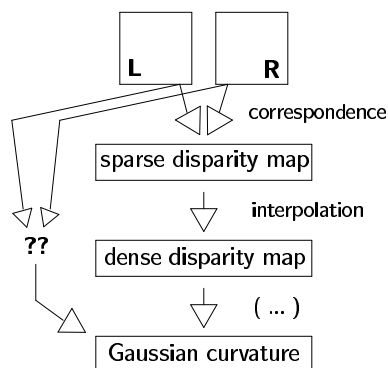 L R
correspondence
sparse disparity map
interpolation
??
dense disparity map
( ... )
Gaussian curvature